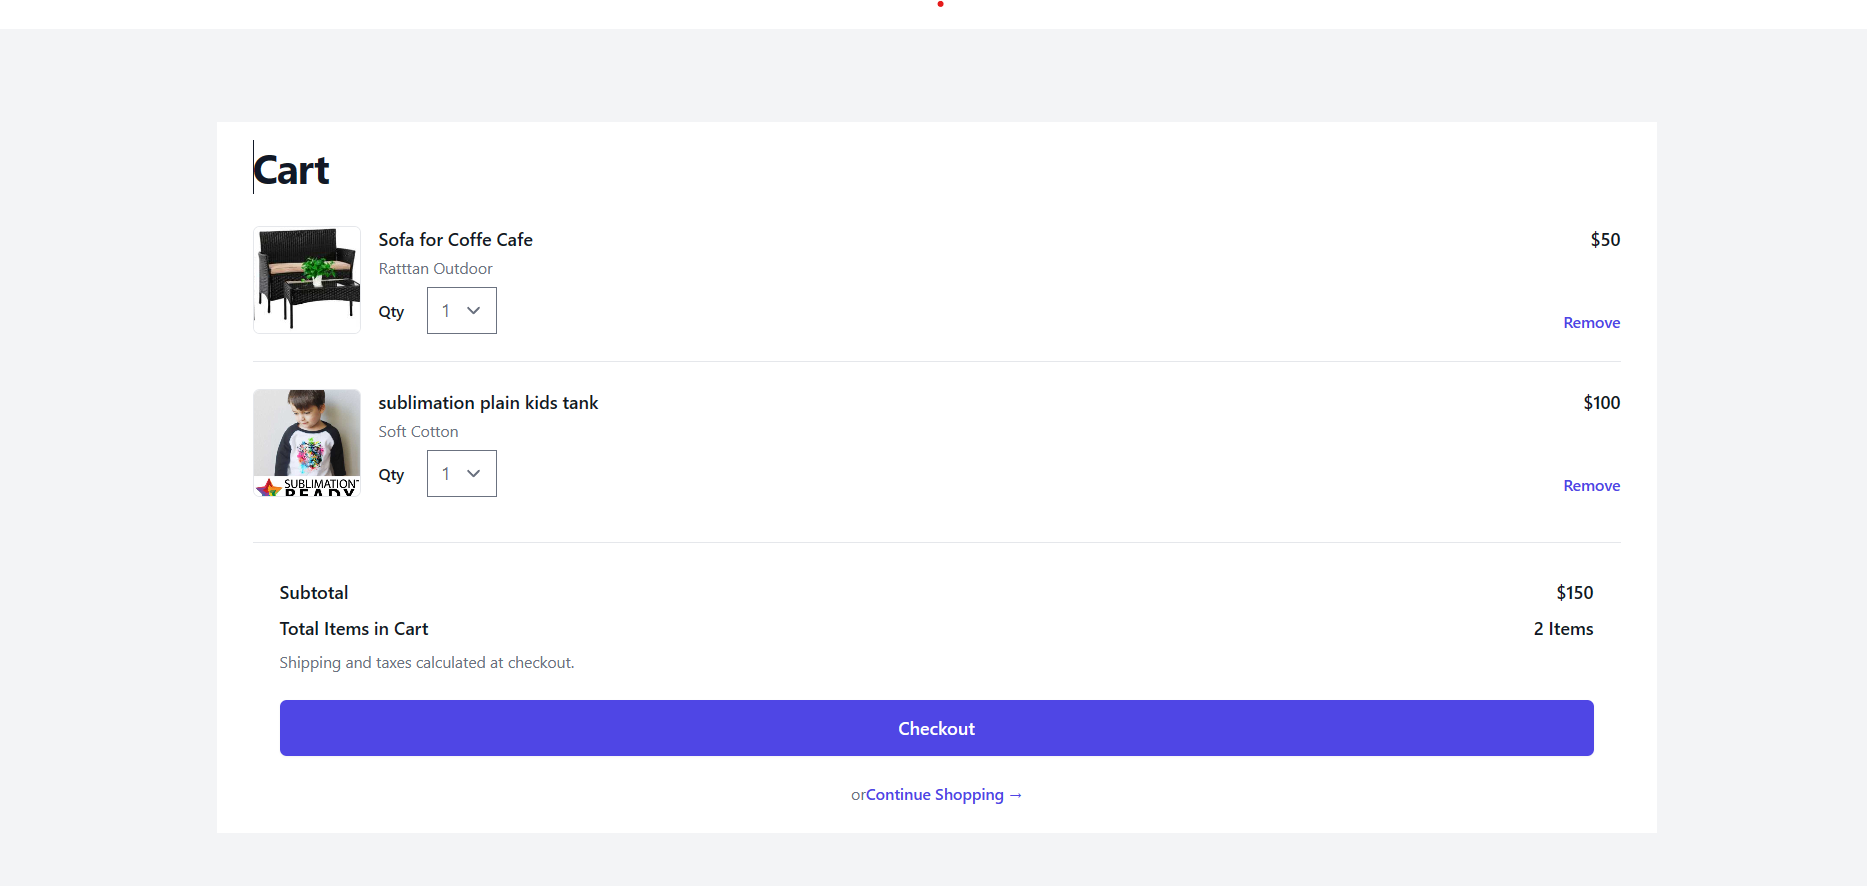 Cart
Sofa for Coffe Cafe
$50
Ratttan Outdoor
Qty 1
Remove
sublimation plain kids tank
$100
Soft Cotton
SUBLIMATION™
READY
Qty 1
Remove
Subtotal
$150
Total Items in Cart
2 Items
Shipping and taxes calculated at checkout.
Checkout
orContinue Shopping →